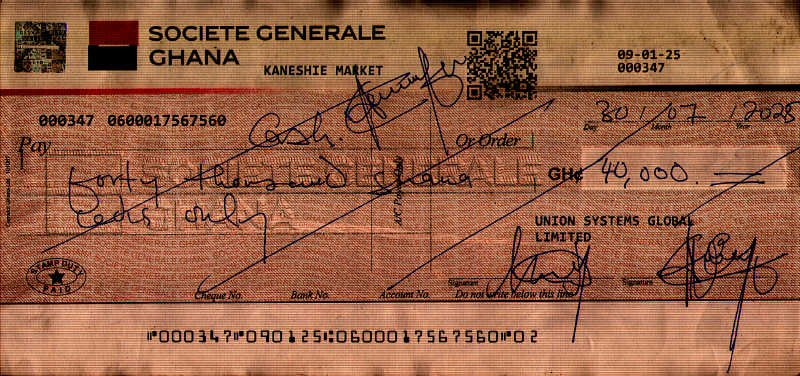 SOCIETE GENERALE
GHANA
KANESHIE MARKET
09-01-25
000347
000347 0600017567560
30/07/2025
Day Month Year
Pay Cash. Or Order
forty thousand ghana
cedis only
GH¢ 40,000.
A/C Payee Only
UNION SYSTEMS GLOBAL
LIMITED
STAMP DUTY
PAID
Signature Signature
Cheque No. Bank No. Account No. Do not write below this line
⑈000347⑈090125⑆0600017567560⑈02